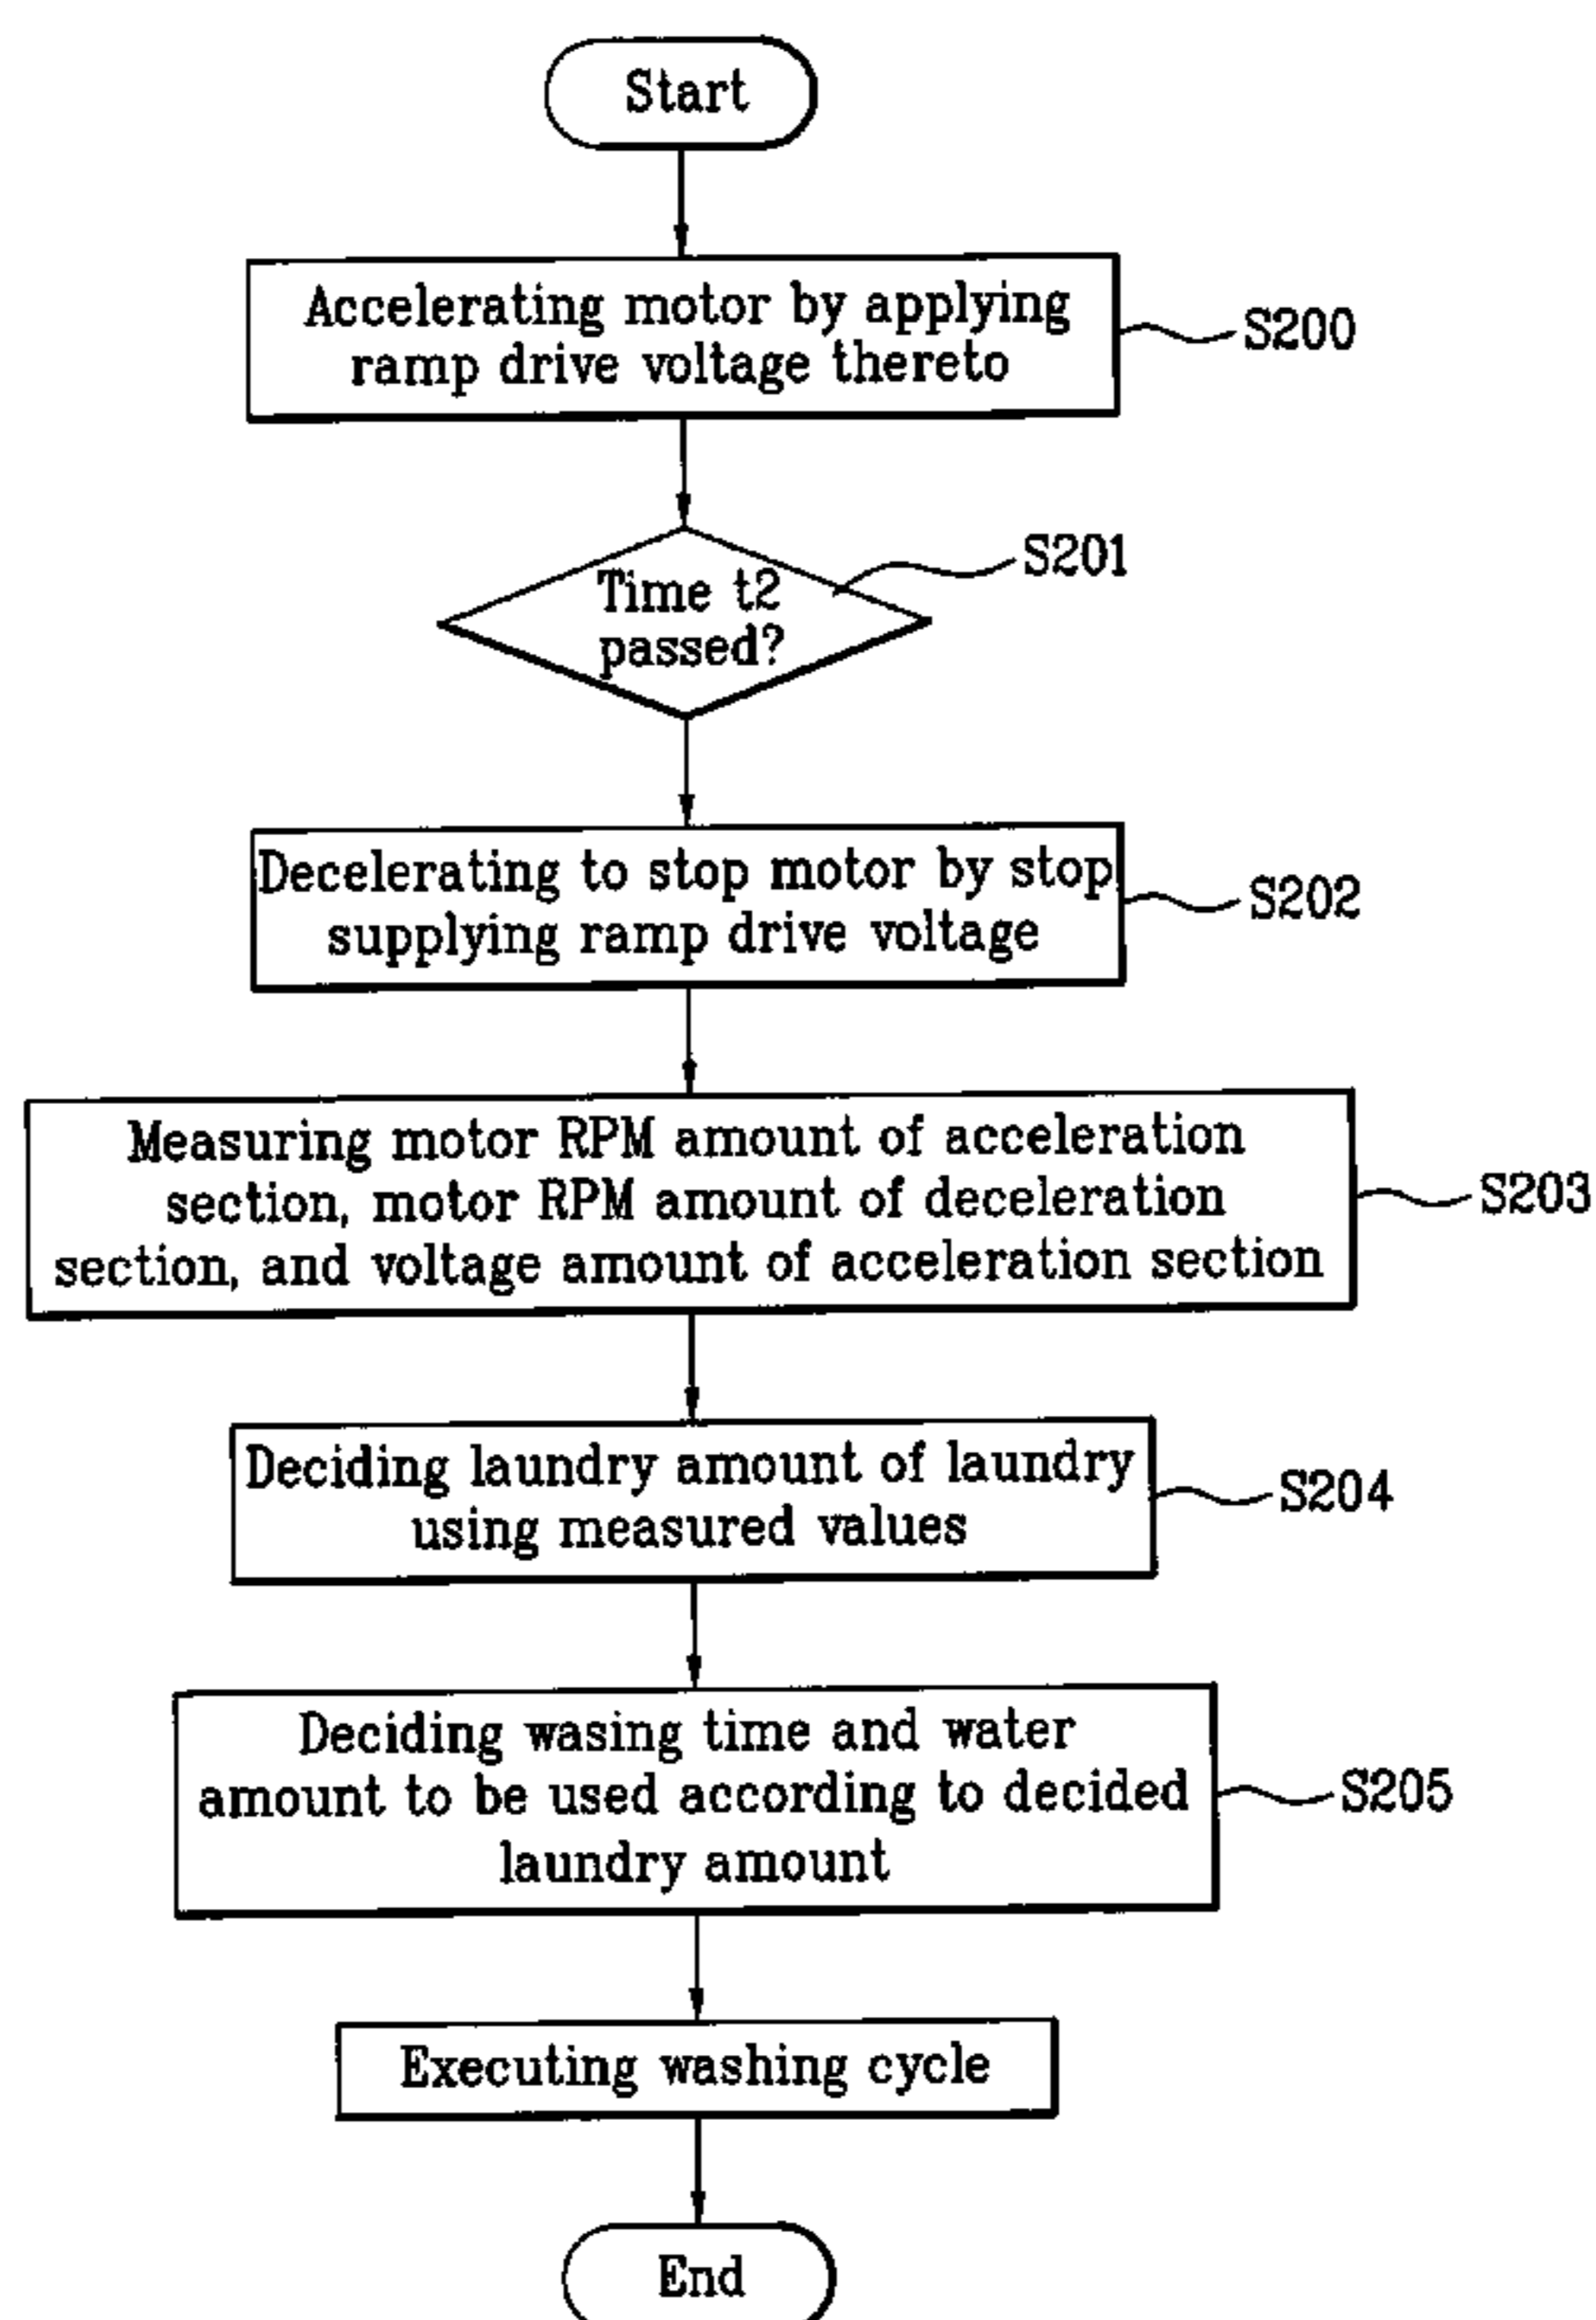 Start
Accelerating motor by applying
ramp drive voltage thereto
S200
Time t2
passed?
S201
Decelerating to stop motor by stop
supplying ramp drive voltage
S202
Measuring motor RPM amount of acceleration
section, motor RPM amount of deceleration
section, and voltage amount of acceleration section
S203
Deciding laundry amount of laundry
using measured values
S204
Deciding wasing time and water
amount to be used according to decided
laundry amount
S205
Executing washing cycle
End